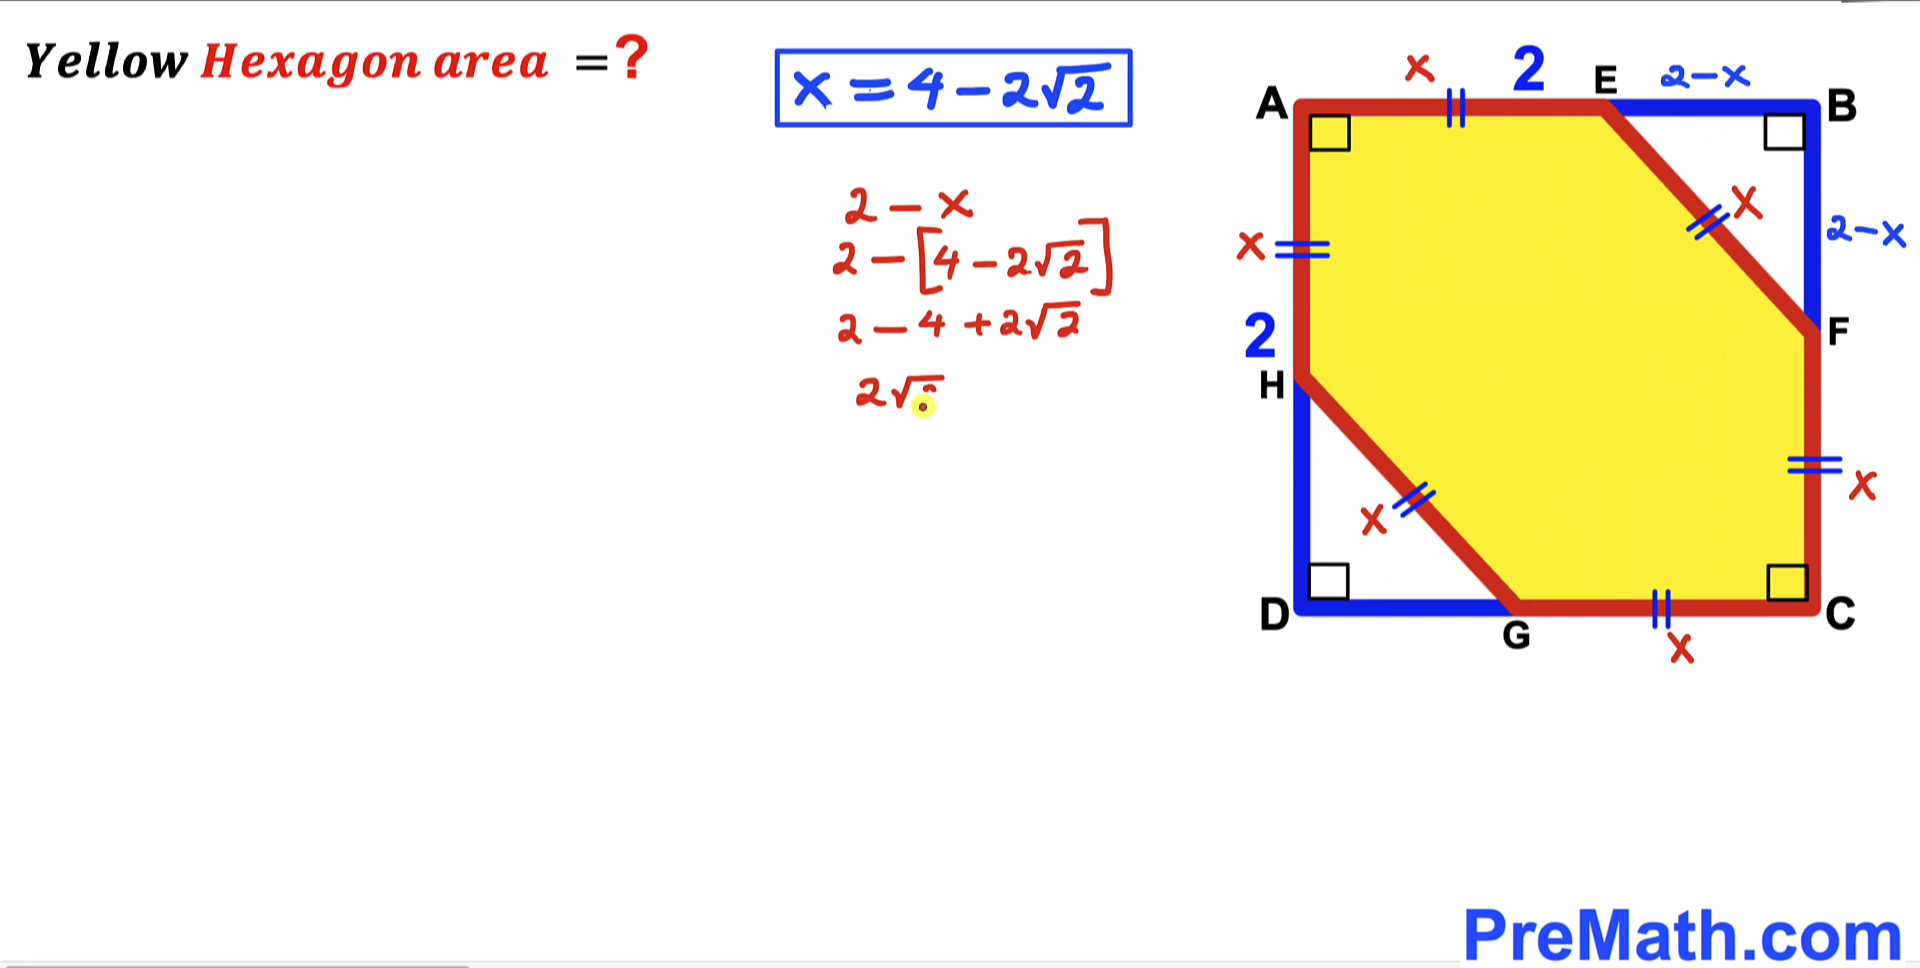 Yellow Hexagon area = ?
x = 4 - 2√2
2 - x
2 - [4 - 2√2]
2 - 4 + 2√2
2√
x 2 E 2-x
A B
x x 2-x
2 F
H
x x
D C
G x
PreMath.com